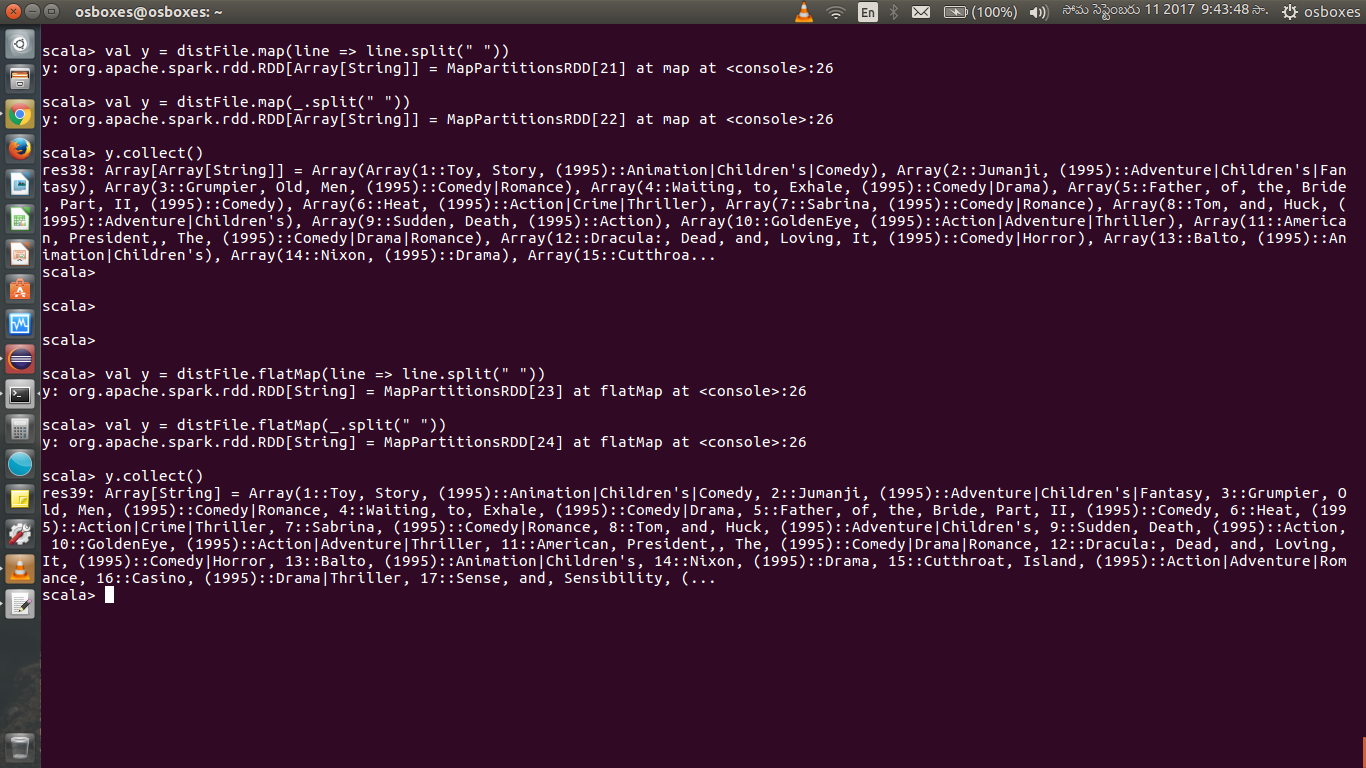 osboxes@osboxes: ~
En
(100%)
సోమ సెప్టెంబరు 11 2017 9:43:48 సా.
osboxes
scala> val y = distFile.map(line => line.split(" "))
y: org.apache.spark.rdd.RDD[Array[String]] = MapPartitionsRDD[21] at map at <console>:26
scala> val y = distFile.map(_.split(" "))
y: org.apache.spark.rdd.RDD[Array[String]] = MapPartitionsRDD[22] at map at <console>:26
scala> y.collect()
res38: Array[Array[String]] = Array(Array(1::Toy, Story, (1995)::Animation|Children's|Comedy), Array(2::Jumanji, (1995)::Adventure|Children's|Fan
tasy), Array(3::Grumpier, Old, Men, (1995)::Comedy|Romance), Array(4::Waiting, to, Exhale, (1995)::Comedy|Drama), Array(5::Father, of, the, Bride
, Part, II, (1995)::Comedy), Array(6::Heat, (1995)::Action|Crime|Thriller), Array(7::Sabrina, (1995)::Comedy|Romance), Array(8::Tom, and, Huck, (
1995)::Adventure|Children's), Array(9::Sudden, Death, (1995)::Action), Array(10::GoldenEye, (1995)::Action|Adventure|Thriller), Array(11::America
n, President,, The, (1995)::Comedy|Drama|Romance), Array(12::Dracula:, Dead, and, Loving, It, (1995)::Comedy|Horror), Array(13::Balto, (1995)::An
imation|Children's), Array(14::Nixon, (1995)::Drama), Array(15::Cutthroa...
scala>
scala>
scala>
scala> val y = distFile.flatMap(line => line.split(" "))
y: org.apache.spark.rdd.RDD[String] = MapPartitionsRDD[23] at flatMap at <console>:26
scala> val y = distFile.flatMap(_.split(" "))
y: org.apache.spark.rdd.RDD[String] = MapPartitionsRDD[24] at flatMap at <console>:26
scala> y.collect()
res39: Array[String] = Array(1::Toy, Story, (1995)::Animation|Children's|Comedy, 2::Jumanji, (1995)::Adventure|Children's|Fantasy, 3::Grumpier, O
ld, Men, (1995)::Comedy|Romance, 4::Waiting, to, Exhale, (1995)::Comedy|Drama, 5::Father, of, the, Bride, Part, II, (1995)::Comedy, 6::Heat, (199
5)::Action|Crime|Thriller, 7::Sabrina, (1995)::Comedy|Romance, 8::Tom, and, Huck, (1995)::Adventure|Children's, 9::Sudden, Death, (1995)::Action,
 10::GoldenEye, (1995)::Action|Adventure|Thriller, 11::American, President,, The, (1995)::Comedy|Drama|Romance, 12::Dracula:, Dead, and, Loving,
It, (1995)::Comedy|Horror, 13::Balto, (1995)::Animation|Children's, 14::Nixon, (1995)::Drama, 15::Cutthroat, Island, (1995)::Action|Adventure|Rom
ance, 16::Casino, (1995)::Drama|Thriller, 17::Sense, and, Sensibility, (...
scala>